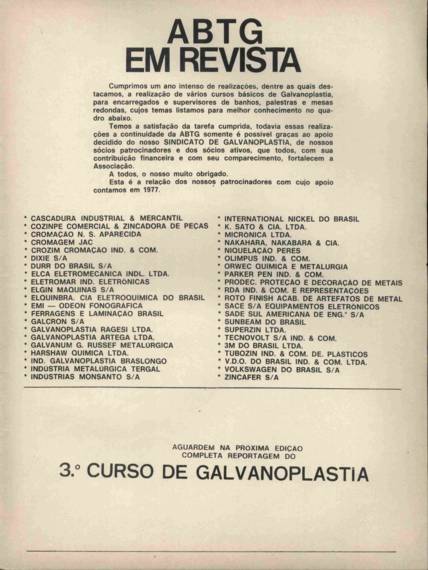 ABTG
EM REVISTA
Cumprimos um ano intenso de realizações, dentre as quais des-
tacamos, a realização de vários cursos básicos de Galvanoplastia,
para encarregados e supervisores de banhos, palestras e mesas
redondas, cujos temas listamos para melhor conhecimento no qua-
dro abaixo.
Temos a satisfação da tarefa cumprida, todavia essas realiza-
ções a continuidade da ABTG somente é possível graças ao apoio
decidido do nosso SINDICATO DE GALVANOPLASTIA, de nossos
sócios patrocinadores e dos sócios ativos, que todos, com sua
contribuição financeira e com seu comparecimento, fortalecem a
Associação.
A todos, o nosso muito obrigado.
Esta é a relação dos nossos patrocinadores com cujo apoio
contamos em 1977.
* CASCADURA INDUSTRIAL & MERCANTIL
* COZINPE COMERCIAL & ZINCADORA DE PEÇAS
* CROMAÇÃO N. S. APARECIDA
* CROMAGEM JAC
* CROZIM CROMAÇÃO IND. & COM.
* DIXIE S/A
* DURR DO BRASIL S/A
* ELCA ELETROMECANICA INDL. LTDA.
* ELETROMAR IND. ELETRONICAS
* ELGIN MAQUINAS S/A
* ELQUINBRA. CIA ELETROQUIMICA DO BRASIL
* EMI — ODEON FONOGRAFICA
* FERRAGENS E LAMINAÇÃO BRASIL
* GALCRON S/A
* GALVANOPLASTIA RAGESI LTDA.
* GALVANOPLASTIA ARTEGA LTDA.
* GALVANUM G. RUSSEF METALURGICA
* HARSHAW QUIMICA LTDA.
* IND. GALVANOPLASTIA BRASLONGO
* INDUSTRIA METALÚRGICA TERGAL
* INDUSTRIAS MONSANTO S/A
* INTERNATIONAL NICKEL DO BRASIL
* K. SATO & CIA. LTDA.
* MICRONICA LTDA.
* NAKAHARA, NAKABARA & CIA.
* NIQUELAÇÃO PERES
* OLIMPUS IND. & COM.
* ORWEC QUIMICA E METALURGIA
* PARKER PEN IND. & COM.
* PRODEC. PROTEÇÃO E DECORAÇÃO DE METAIS
* RDA IND. & COM. E REPRESENTAÇÕES
* ROTO FINISH ACAB. DE ARTEFATOS DE METAL
* SACE S/A EQUIPAMENTOS ELETRÔNICOS
* SADE SUL AMERICANA DE ENG.ª S/A
* SUNBEAM DO BRASIL
* SUPERZIN LTDA.
* TECNOVOLT S/A IND. & COM.
* 3M DO BRASIL LTDA.
* TUBOZIN IND. & COM. DE. PLASTICOS
* V.D.O. DO BRASIL IND. & COM. LTDA.
* VOLKSWAGEN DO BRASIL S/A
* ZINCAFER S/A
AGUARDEM NA PROXIMA EDIÇAO
COMPLETA REPORTAGEM DO
3.º CURSO DE GALVANOPLASTIA